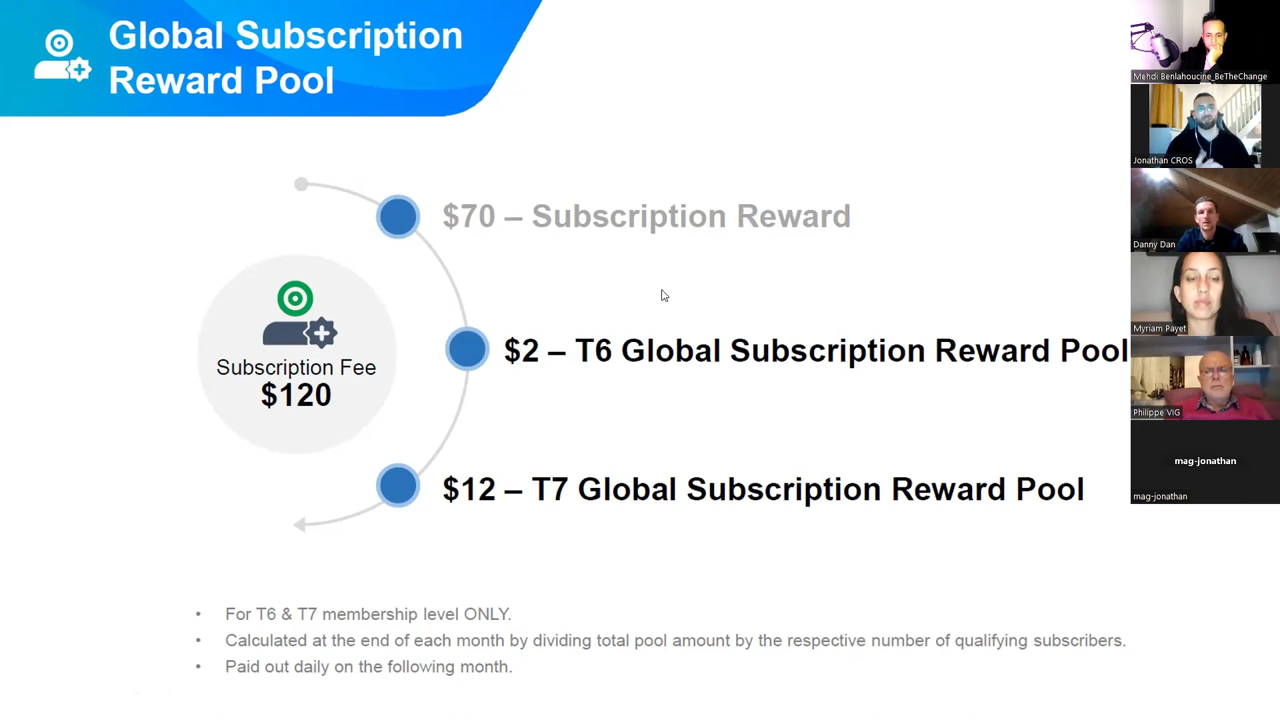 Global Subscription
Reward Pool
$70 – Subscription Reward
Subscription Fee
$120
$2 – T6 Global Subscription Reward Pool
$12 – T7 Global Subscription Reward Pool
• For T6 & T7 membership level ONLY.
• Calculated at the end of each month by dividing total pool amount by the respective number of qualifying subscribers.
• Paid out daily on the following month.
Mehdi Benlahoucine_BeTheChange
Jonathan CROS
Danny Dan
Myriam Payet
Philippe VIG
mag-jonathan
mag-jonathan